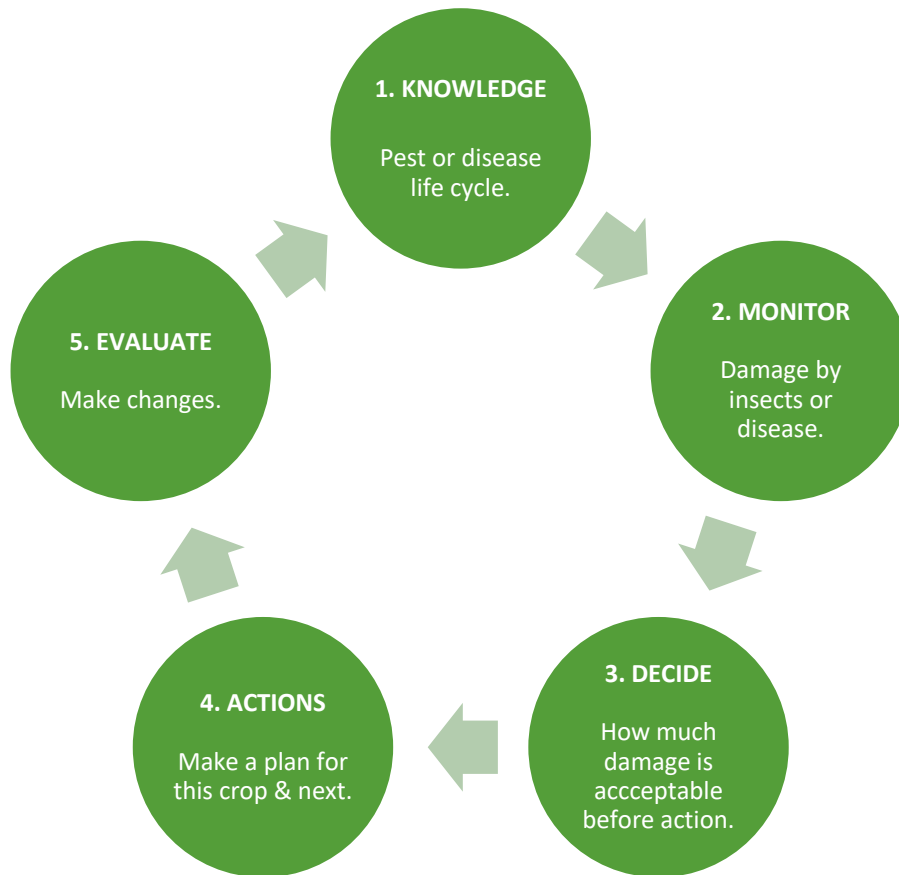 1. KNOWLEDGE
Pest or disease
life cycle.
2. MONITOR
Damage by
insects or
disease.
3. DECIDE
How much
damage is
accceptable
before action.
4. ACTIONS
Make a plan for
this crop & next.
5. EVALUATE
Make changes.